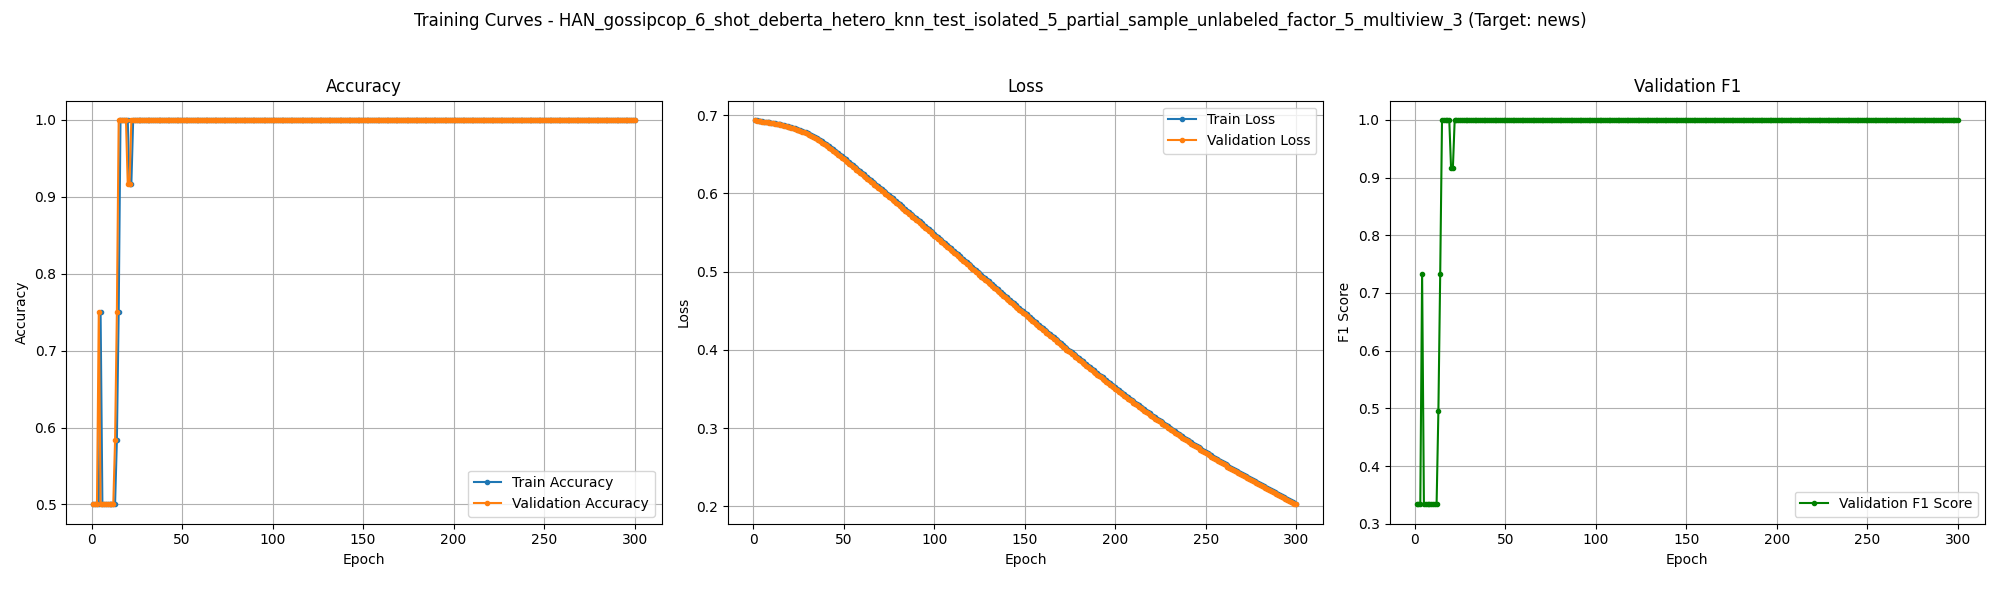 Training Curves - HAN_gossipcop_6_shot_deberta_hetero_knn_test_isolated_5_partial_sample_unlabeled_factor_5_multiview_3 (Target: news)
Accuracy
1.0
0.9
0.8
0.7
0.6
0.5
Accuracy
0 50 100 150 200 250 300
Epoch
Train Accuracy
Validation Accuracy
Loss
0.7
0.6
0.5
0.4
0.3
0.2
Loss
0 50 100 150 200 250 300
Epoch
Train Loss
Validation Loss
Validation F1
1.0
0.9
0.8
0.7
0.6
0.5
0.4
0.3
F1 Score
0 50 100 150 200 250 300
Epoch
Validation F1 Score